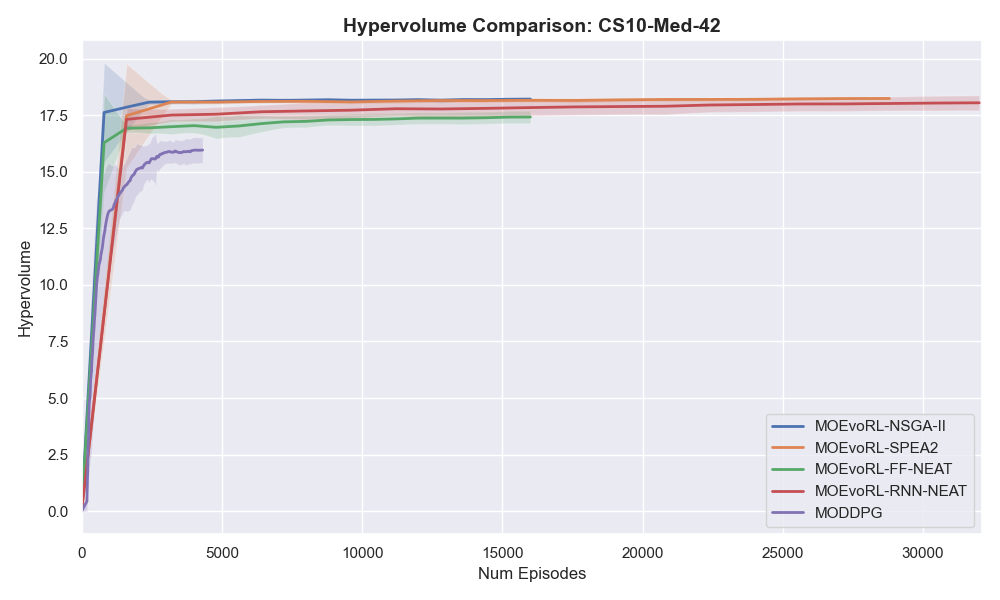 Hypervolume Comparison: CS10-Med-42
20.0
17.5
15.0
12.5
10.0
7.5
5.0
2.5
0.0
Hypervolume
MOEvoRL-NSGA-II
MOEvoRL-SPEA2
MOEvoRL-FF-NEAT
MOEvoRL-RNN-NEAT
MODDPG
0 5000 10000 15000 20000 25000 30000
Num Episodes